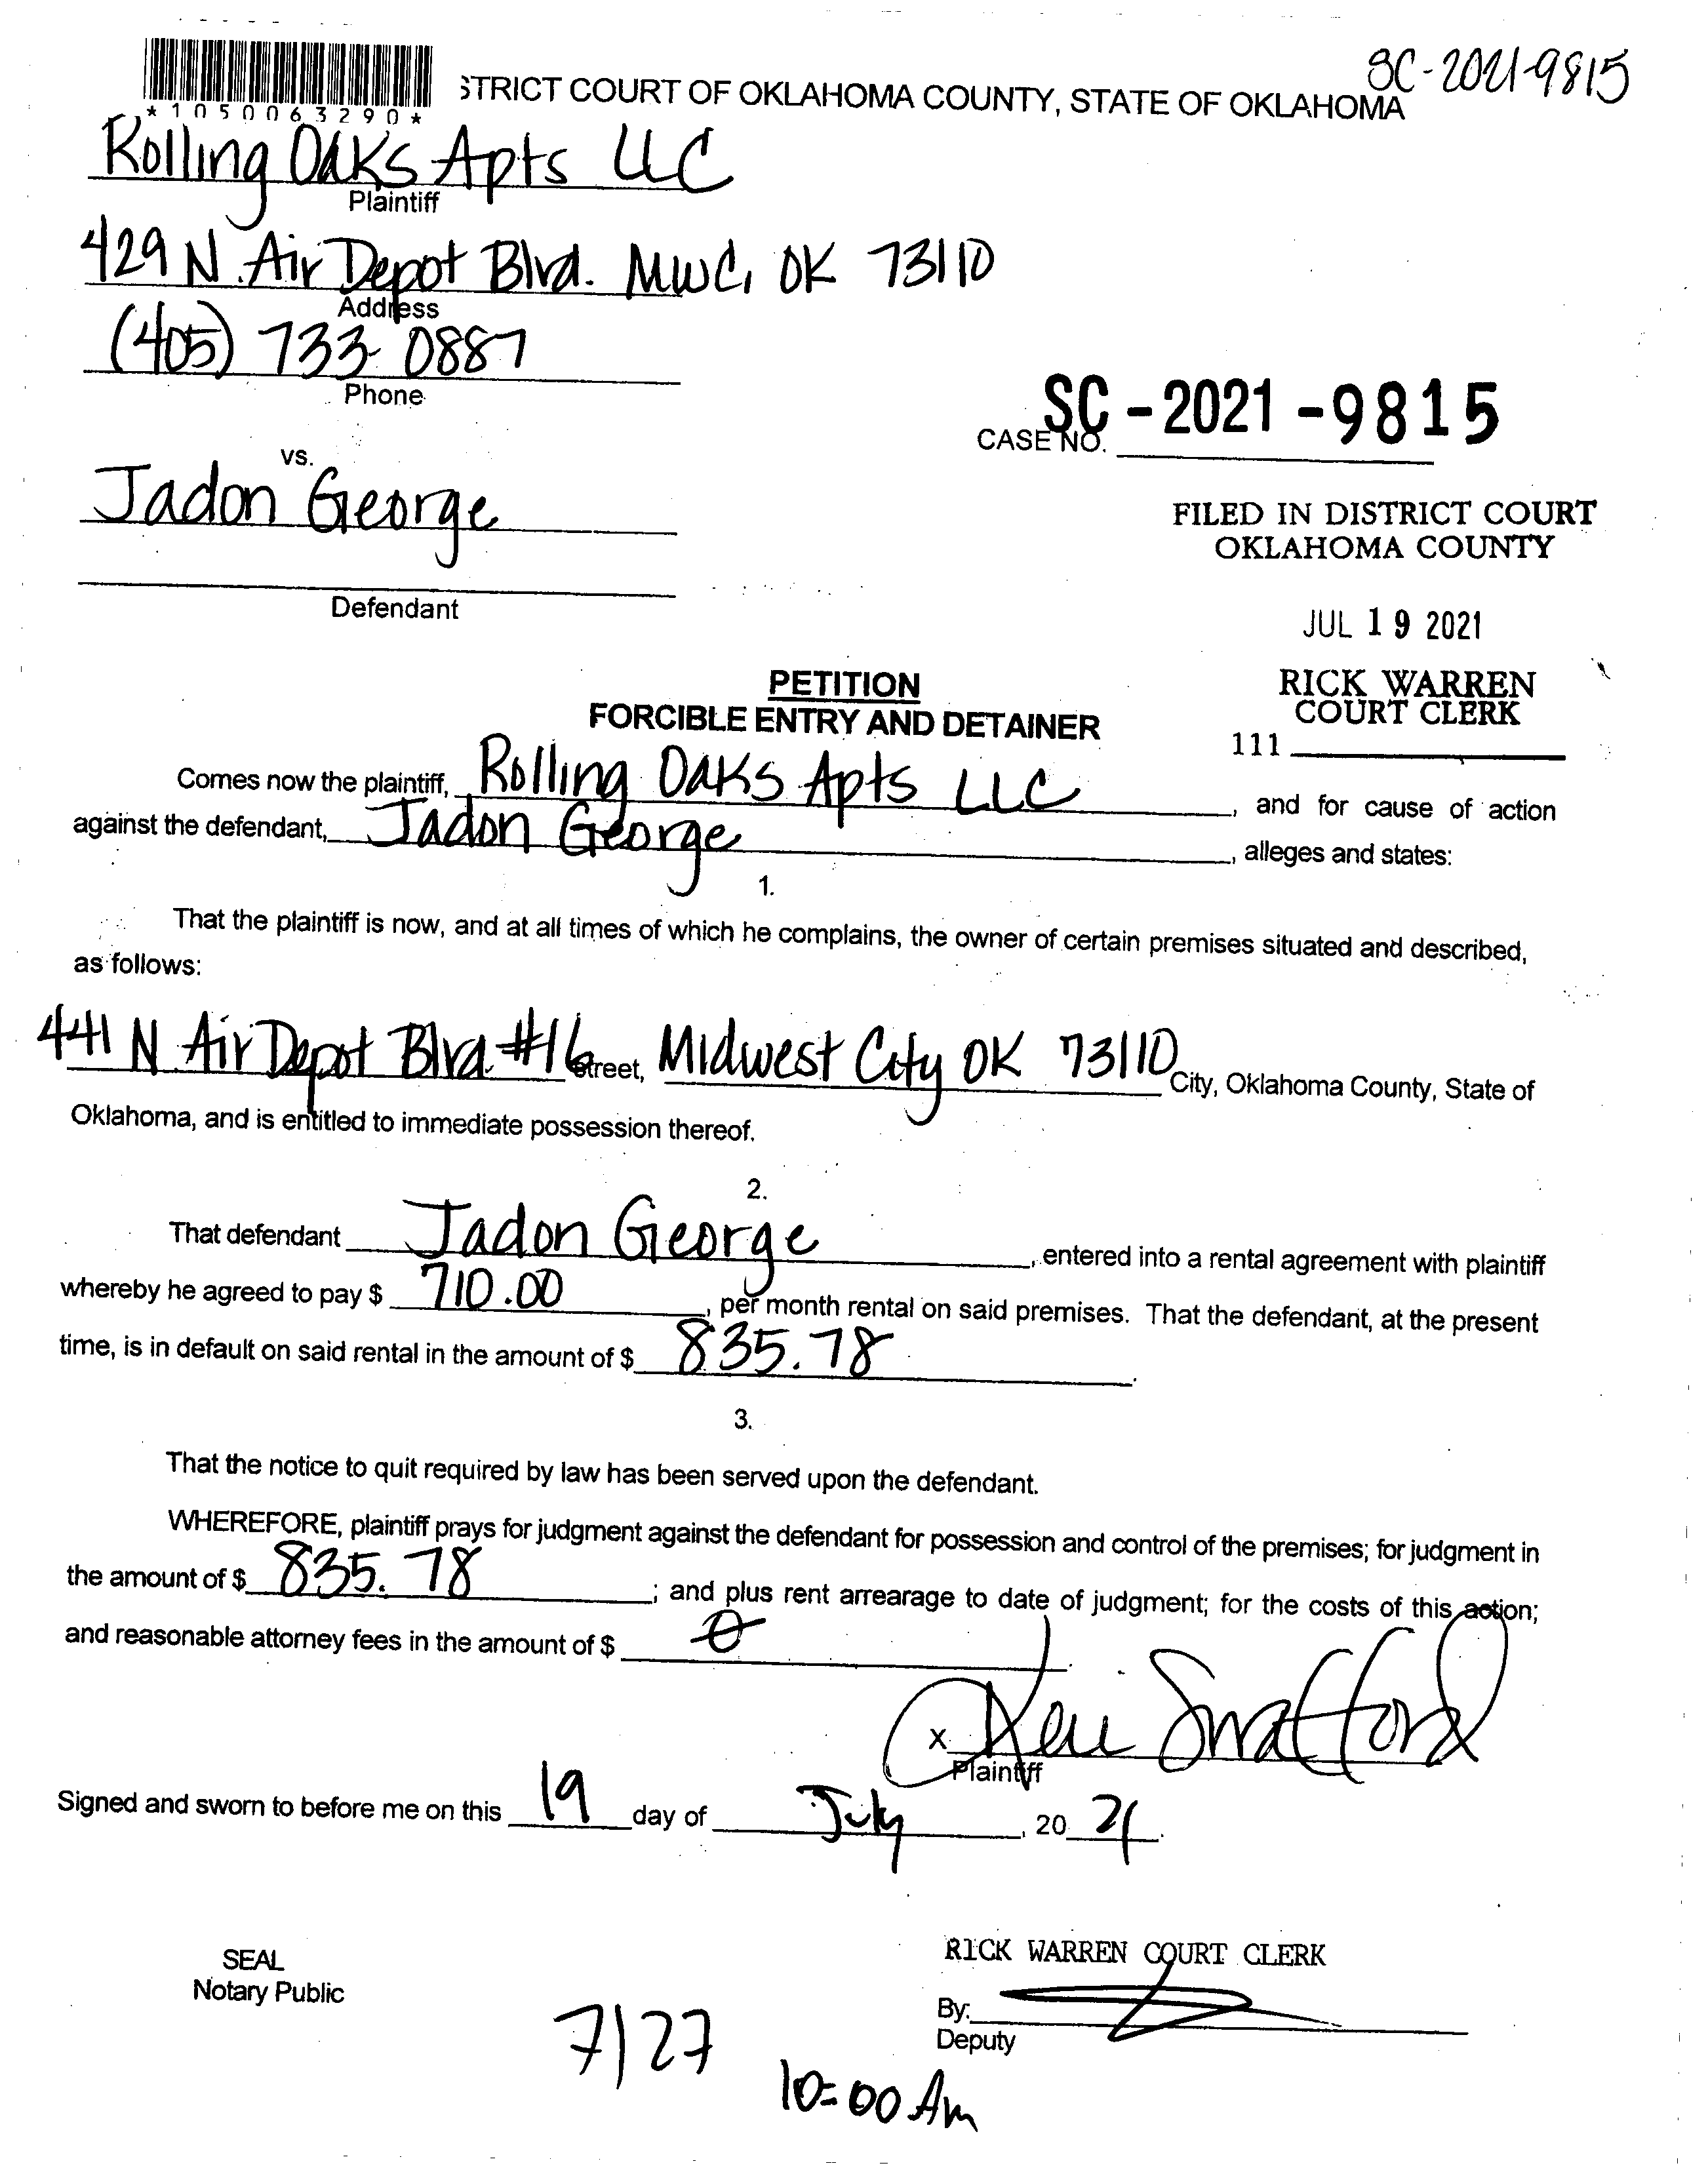 SC-2021-9815
*1050063290*
STRICT COURT OF OKLAHOMA COUNTY, STATE OF OKLAHOMA
Rolling Oaks Apts LLC
Plaintiff
429 N. Air Depot Blvd. MWC, OK 73110
Address
(405) 733-0887
Phone
SC-2021-9815
CASE NO.
vs.
Jadon George
Defendant
FILED IN DISTRICT COURT
OKLAHOMA COUNTY
JUL 19 2021
RICK WARREN
COURT CLERK
111
PETITION
FORCIBLE ENTRY AND DETAINER
Comes now the plaintiff, Rolling Oaks Apts LLC, and for cause of action
against the defendant, Jadon George, alleges and states:
1.
That the plaintiff is now, and at all times of which he complains, the owner of certain premises situated and described,
as follows:
441 N. Air Depot Blvd #16 Street, Midwest City OK 73110 City, Oklahoma County, State of
Oklahoma, and is entitled to immediate possession thereof.
2.
That defendant Jadon George, entered into a rental agreement with plaintiff
whereby he agreed to pay $ 710.00, per month rental on said premises. That the defendant, at the present
time, is in default on said rental in the amount of $ 835.78.
3.
That the notice to quit required by law has been served upon the defendant.
WHEREFORE, plaintiff prays for judgment against the defendant for possession and control of the premises; for judgment in
the amount of $ 835.78; and plus rent arrearage to date of judgment; for the costs of this action;
and reasonable attorney fees in the amount of $ 0.
x Keri Swafford
Plaintiff
Signed and sworn to before me on this 19 day of July, 20 21.
SEAL
Notary Public
RICK WARREN COURT CLERK
By:
Deputy
7/27
10:00 Am